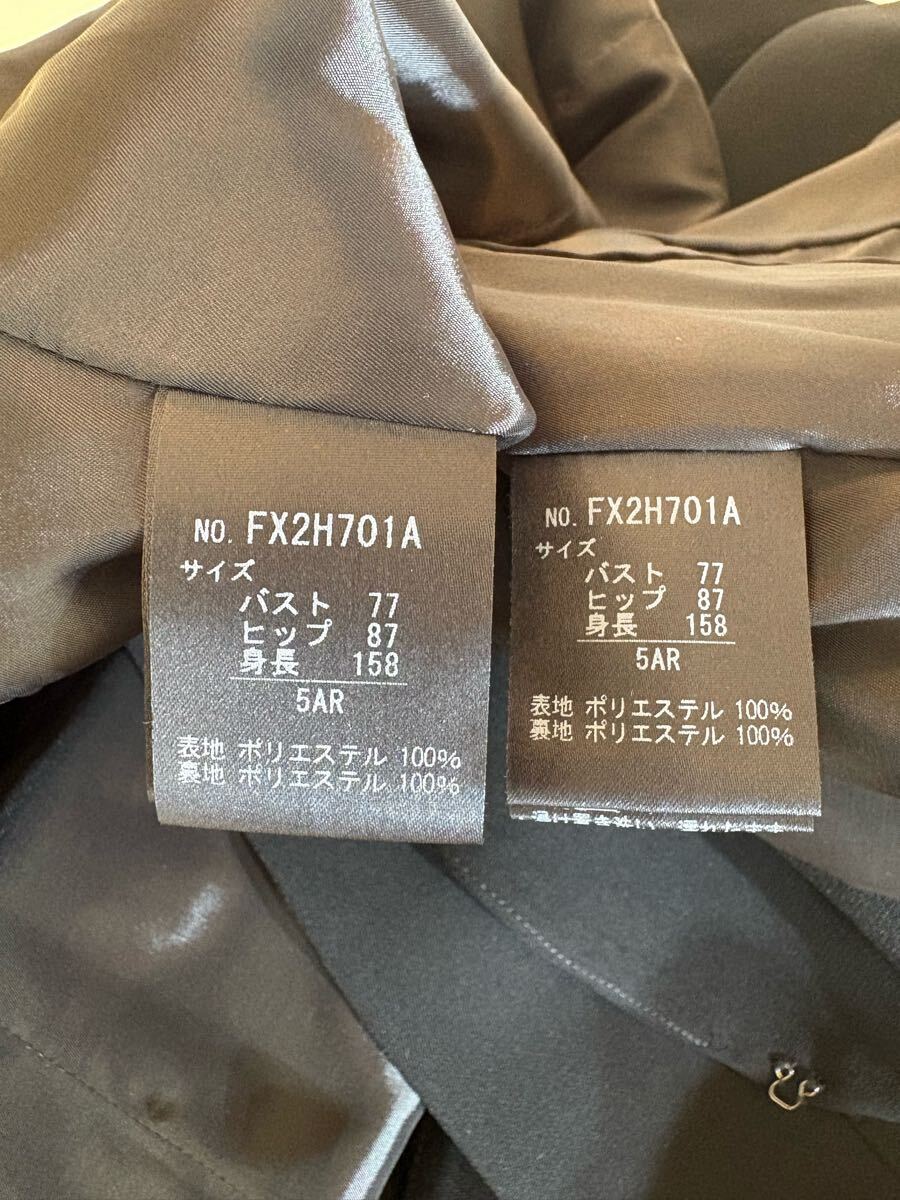 NO. FX2H701A
サイズ
バスト 77
ヒップ 87
身長 158
5AR
表地 ポリエステル 100%
裏地 ポリエステル 100%
NO. FX2H701A
サイズ
バスト 77
ヒップ 87
身長 158
5AR
表地 ポリエステル 100%
裏地 ポリエステル 100%